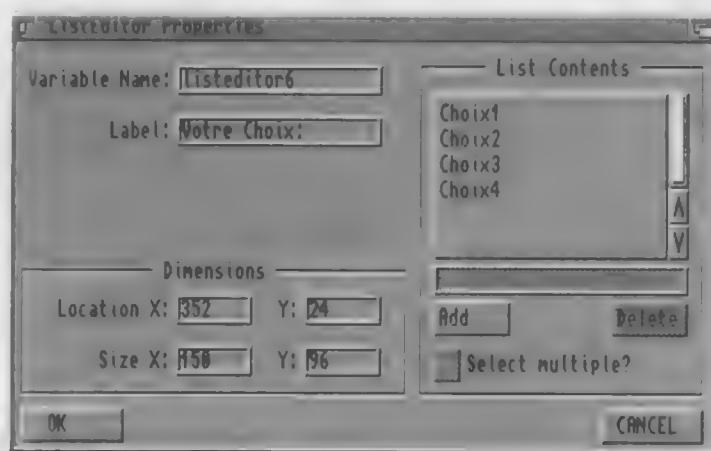 ListEditor Properties
Variable Name: Listeditor6
Label: Votre Choix:
Dimensions
Location X: 352 Y: 24
Size X: 150 Y: 96
List Contents
Choix1
Choix2
Choix3
Choix4
Λ
V
Add Delete
Select multiple?
OK CANCEL